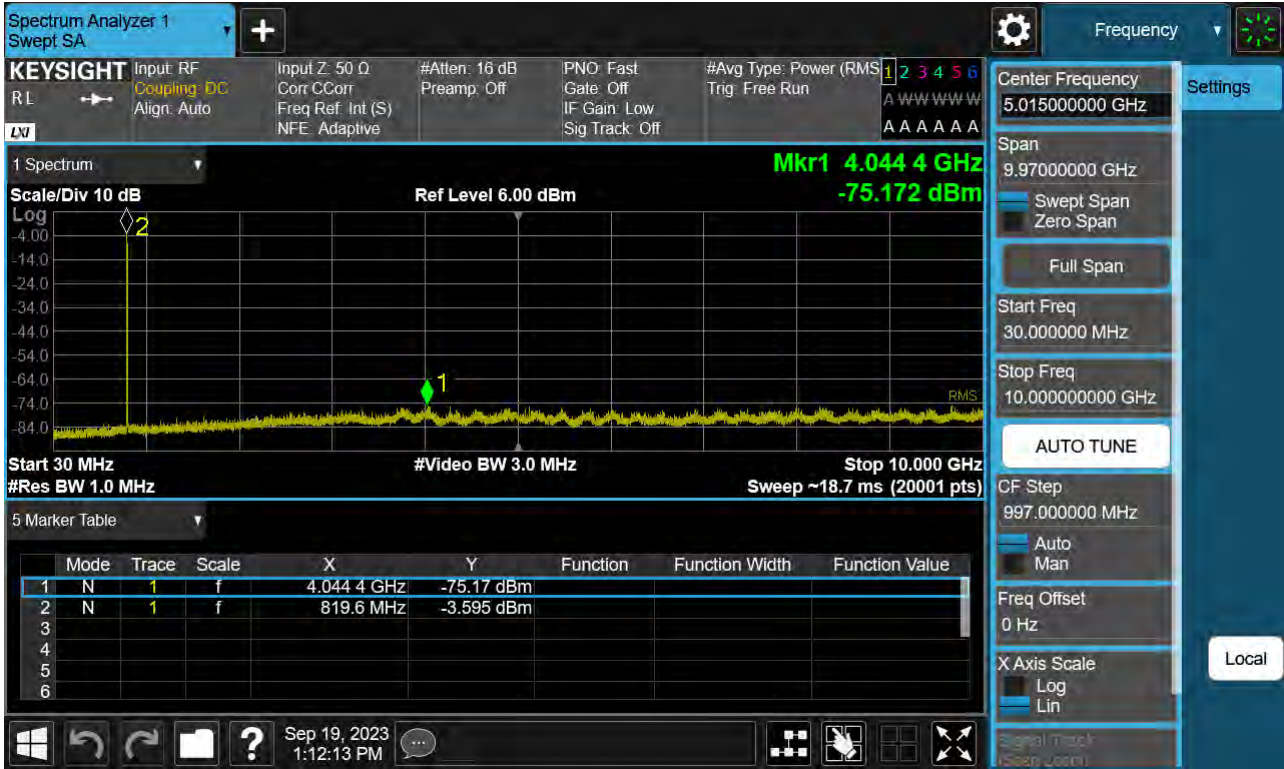 Spectrum Analyzer 1
Swept SA
+
Frequency
KEYSIGHT
RL
LXI
Input: RF
Coupling: DC
Align: Auto
Input Z: 50 Ω
Corr CCorr
Freq Ref: Int (S)
NFE: Adaptive
#Atten: 16 dB
Preamp: Off
PNO: Fast
Gate: Off
IF Gain: Low
Sig Track: Off
#Avg Type: Power (RMS
Trig: Free Run
1 2 3 4 5 6
A W W W W W
A A A A A A
1 Spectrum
Mkr1 4.044 4 GHz
-75.172 dBm
Scale/Div 10 dB
Ref Level 6.00 dBm
Log
2
-4.00
-14.0
-24.0
-34.0
-44.0
-54.0
-64.0
1
-74.0
RMS
-84.0
Start 30 MHz
#Video BW 3.0 MHz
Stop 10.000 GHz
#Res BW 1.0 MHz
Sweep ~18.7 ms (20001 pts)
5 Marker Table
Mode Trace Scale X Y Function Function Width Function Value
1 N 1 f 4.044 4 GHz -75.17 dBm
2 N 1 f 819.6 MHz -3.595 dBm
3
4
5
6
Sep 19, 2023
1:12:13 PM
?
Center Frequency
5.015000000 GHz
Settings
Span
9.97000000 GHz
Swept Span
Zero Span
Full Span
Start Freq
30.000000 MHz
Stop Freq
10.000000000 GHz
AUTO TUNE
CF Step
997.000000 MHz
Auto
Man
Freq Offset
0 Hz
X Axis Scale
Log
Lin
Local
Signal Track
(Span Zoom)